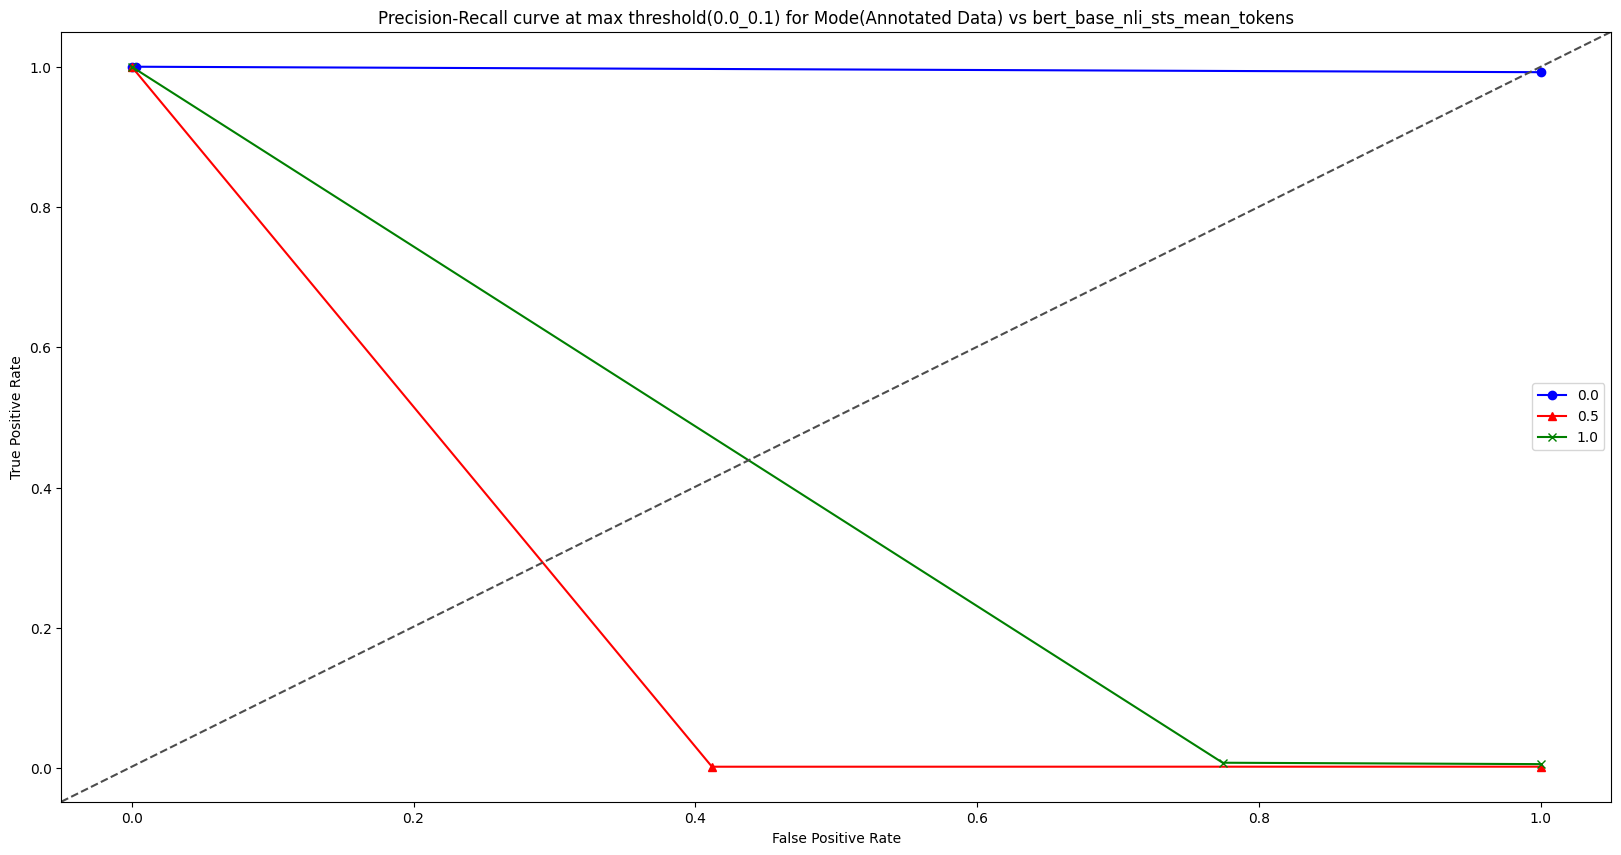 Precision-Recall curve at max threshold(0.0_0.1) for Mode(Annotated Data) vs bert_base_nli_sts_mean_tokens
1.0
0.8
0.6
0.4
0.2
0.0
True Positive Rate
0.0
0.5
1.0
0.0 0.2 0.4 0.6 0.8 1.0
False Positive Rate